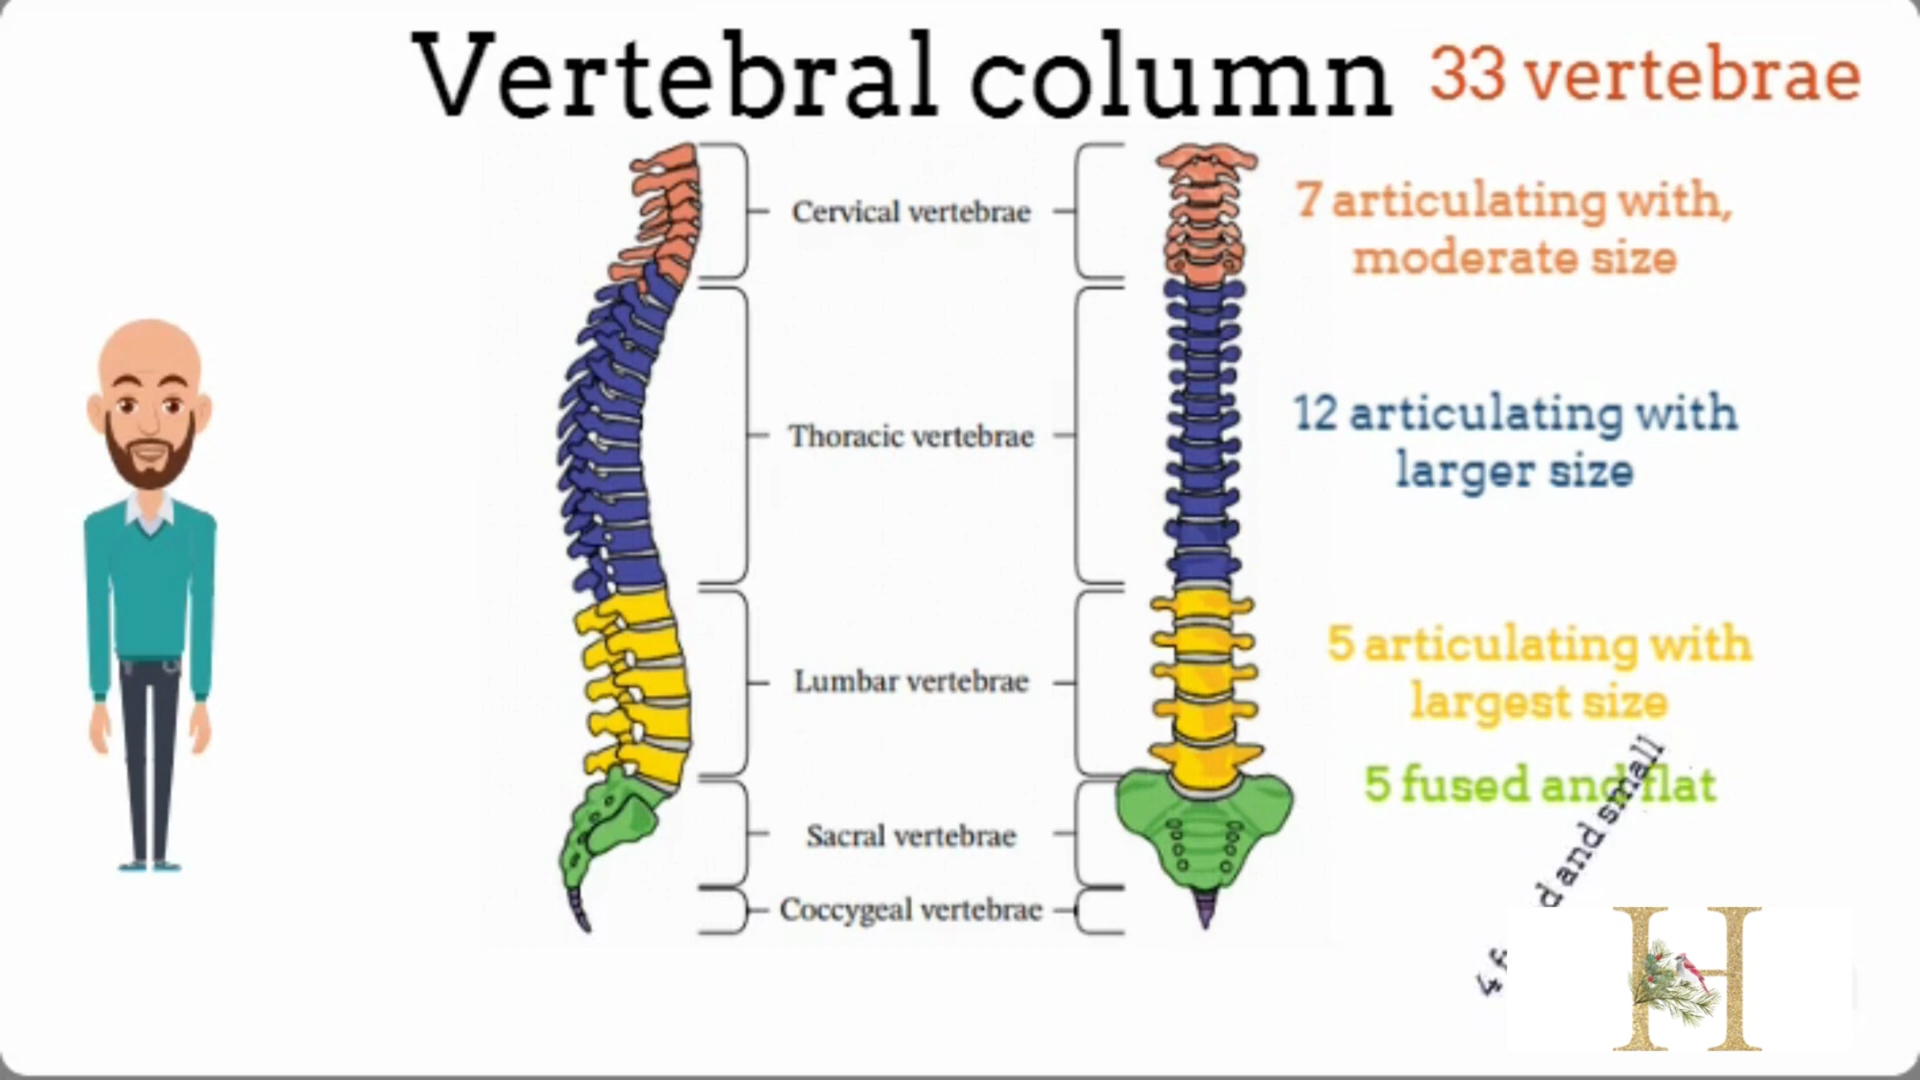 Vertebral column
33 vertebrae
Cervical vertebrae
7 articulating with,
moderate size
Thoracic vertebrae
12 articulating with
larger size
Lumbar vertebrae
5 articulating with
largest size
Sacral vertebrae
5 fused and flat
Coccygeal vertebrae
4 and small
H